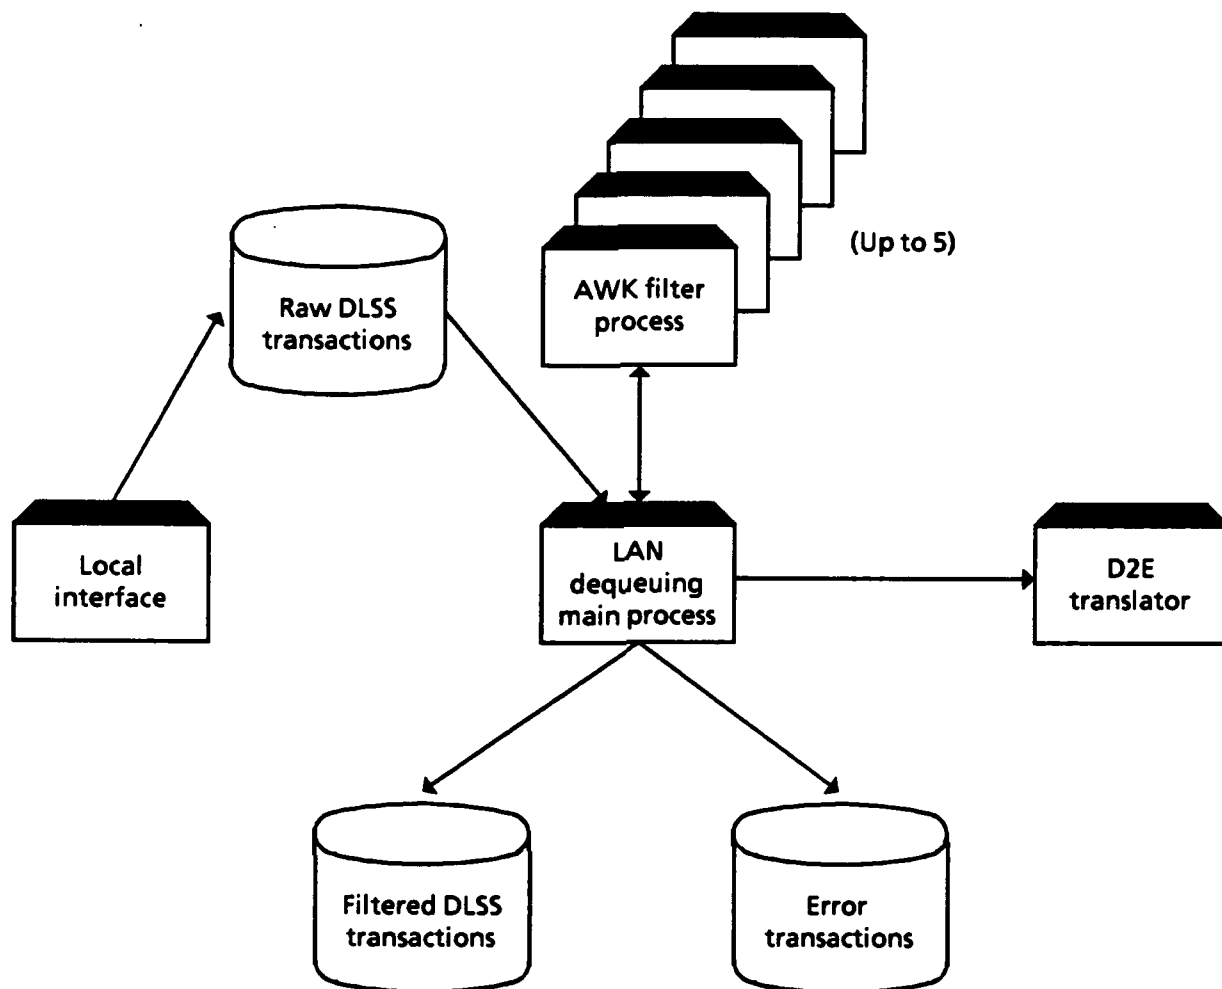 (Up to 5)
AWK filter
process
Raw DLSS
transactions
Local
interface
LAN
dequeuing
main process
D2E
translator
Filtered DLSS
transactions
Error
transactions